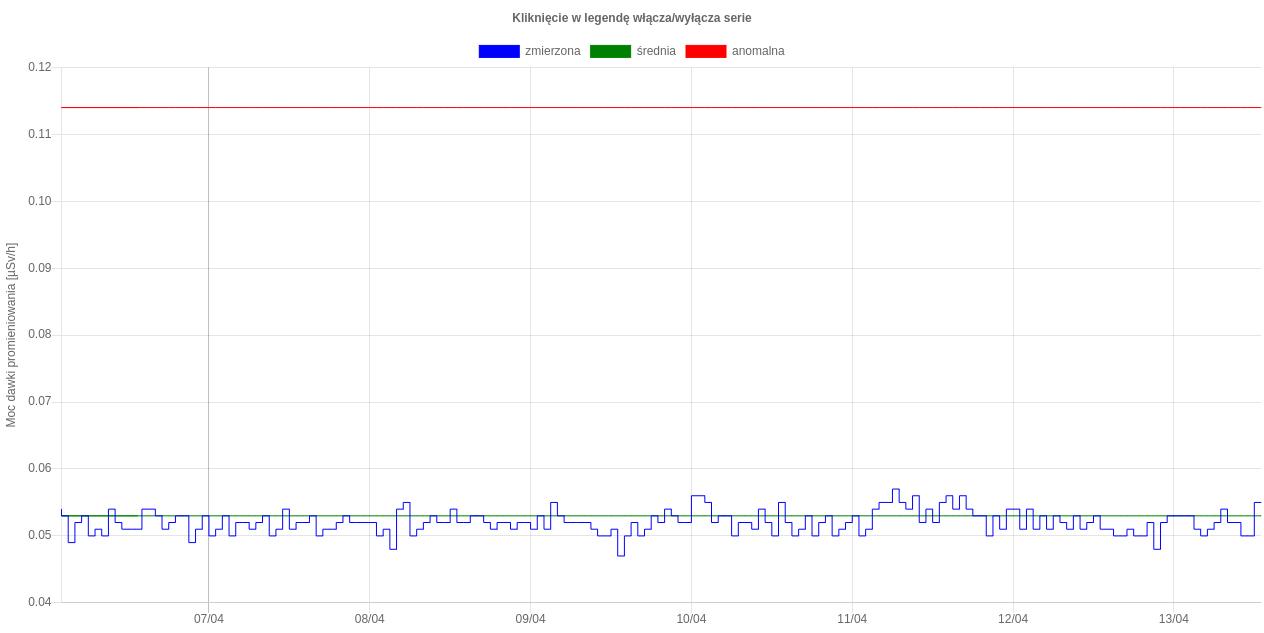 Kliknięcie w legendę włącza/wyłącza serie
zmierzona średnia anomalna
Moc dawki promieniowania [µSv/h]
0.12
0.11
0.10
0.09
0.08
0.07
0.06
0.05
0.04
07/04 08/04 09/04 10/04 11/04 12/04 13/04